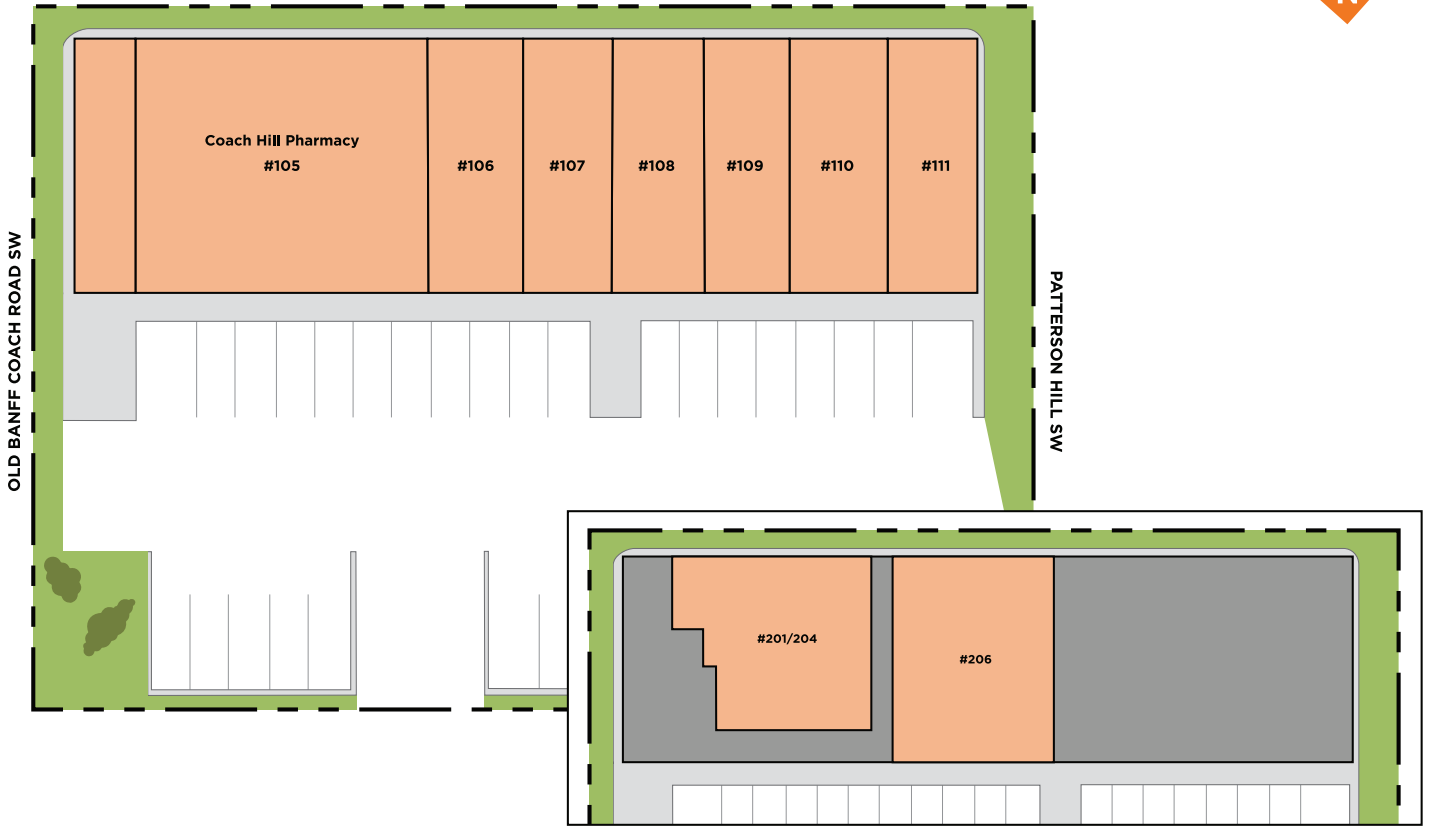 N
Coach Hill Pharmacy
#105
#106
#107
#108
#109
#110
#111
OLD BANFF COACH ROAD SW
PATTERSON HILL SW
#201/204
#206